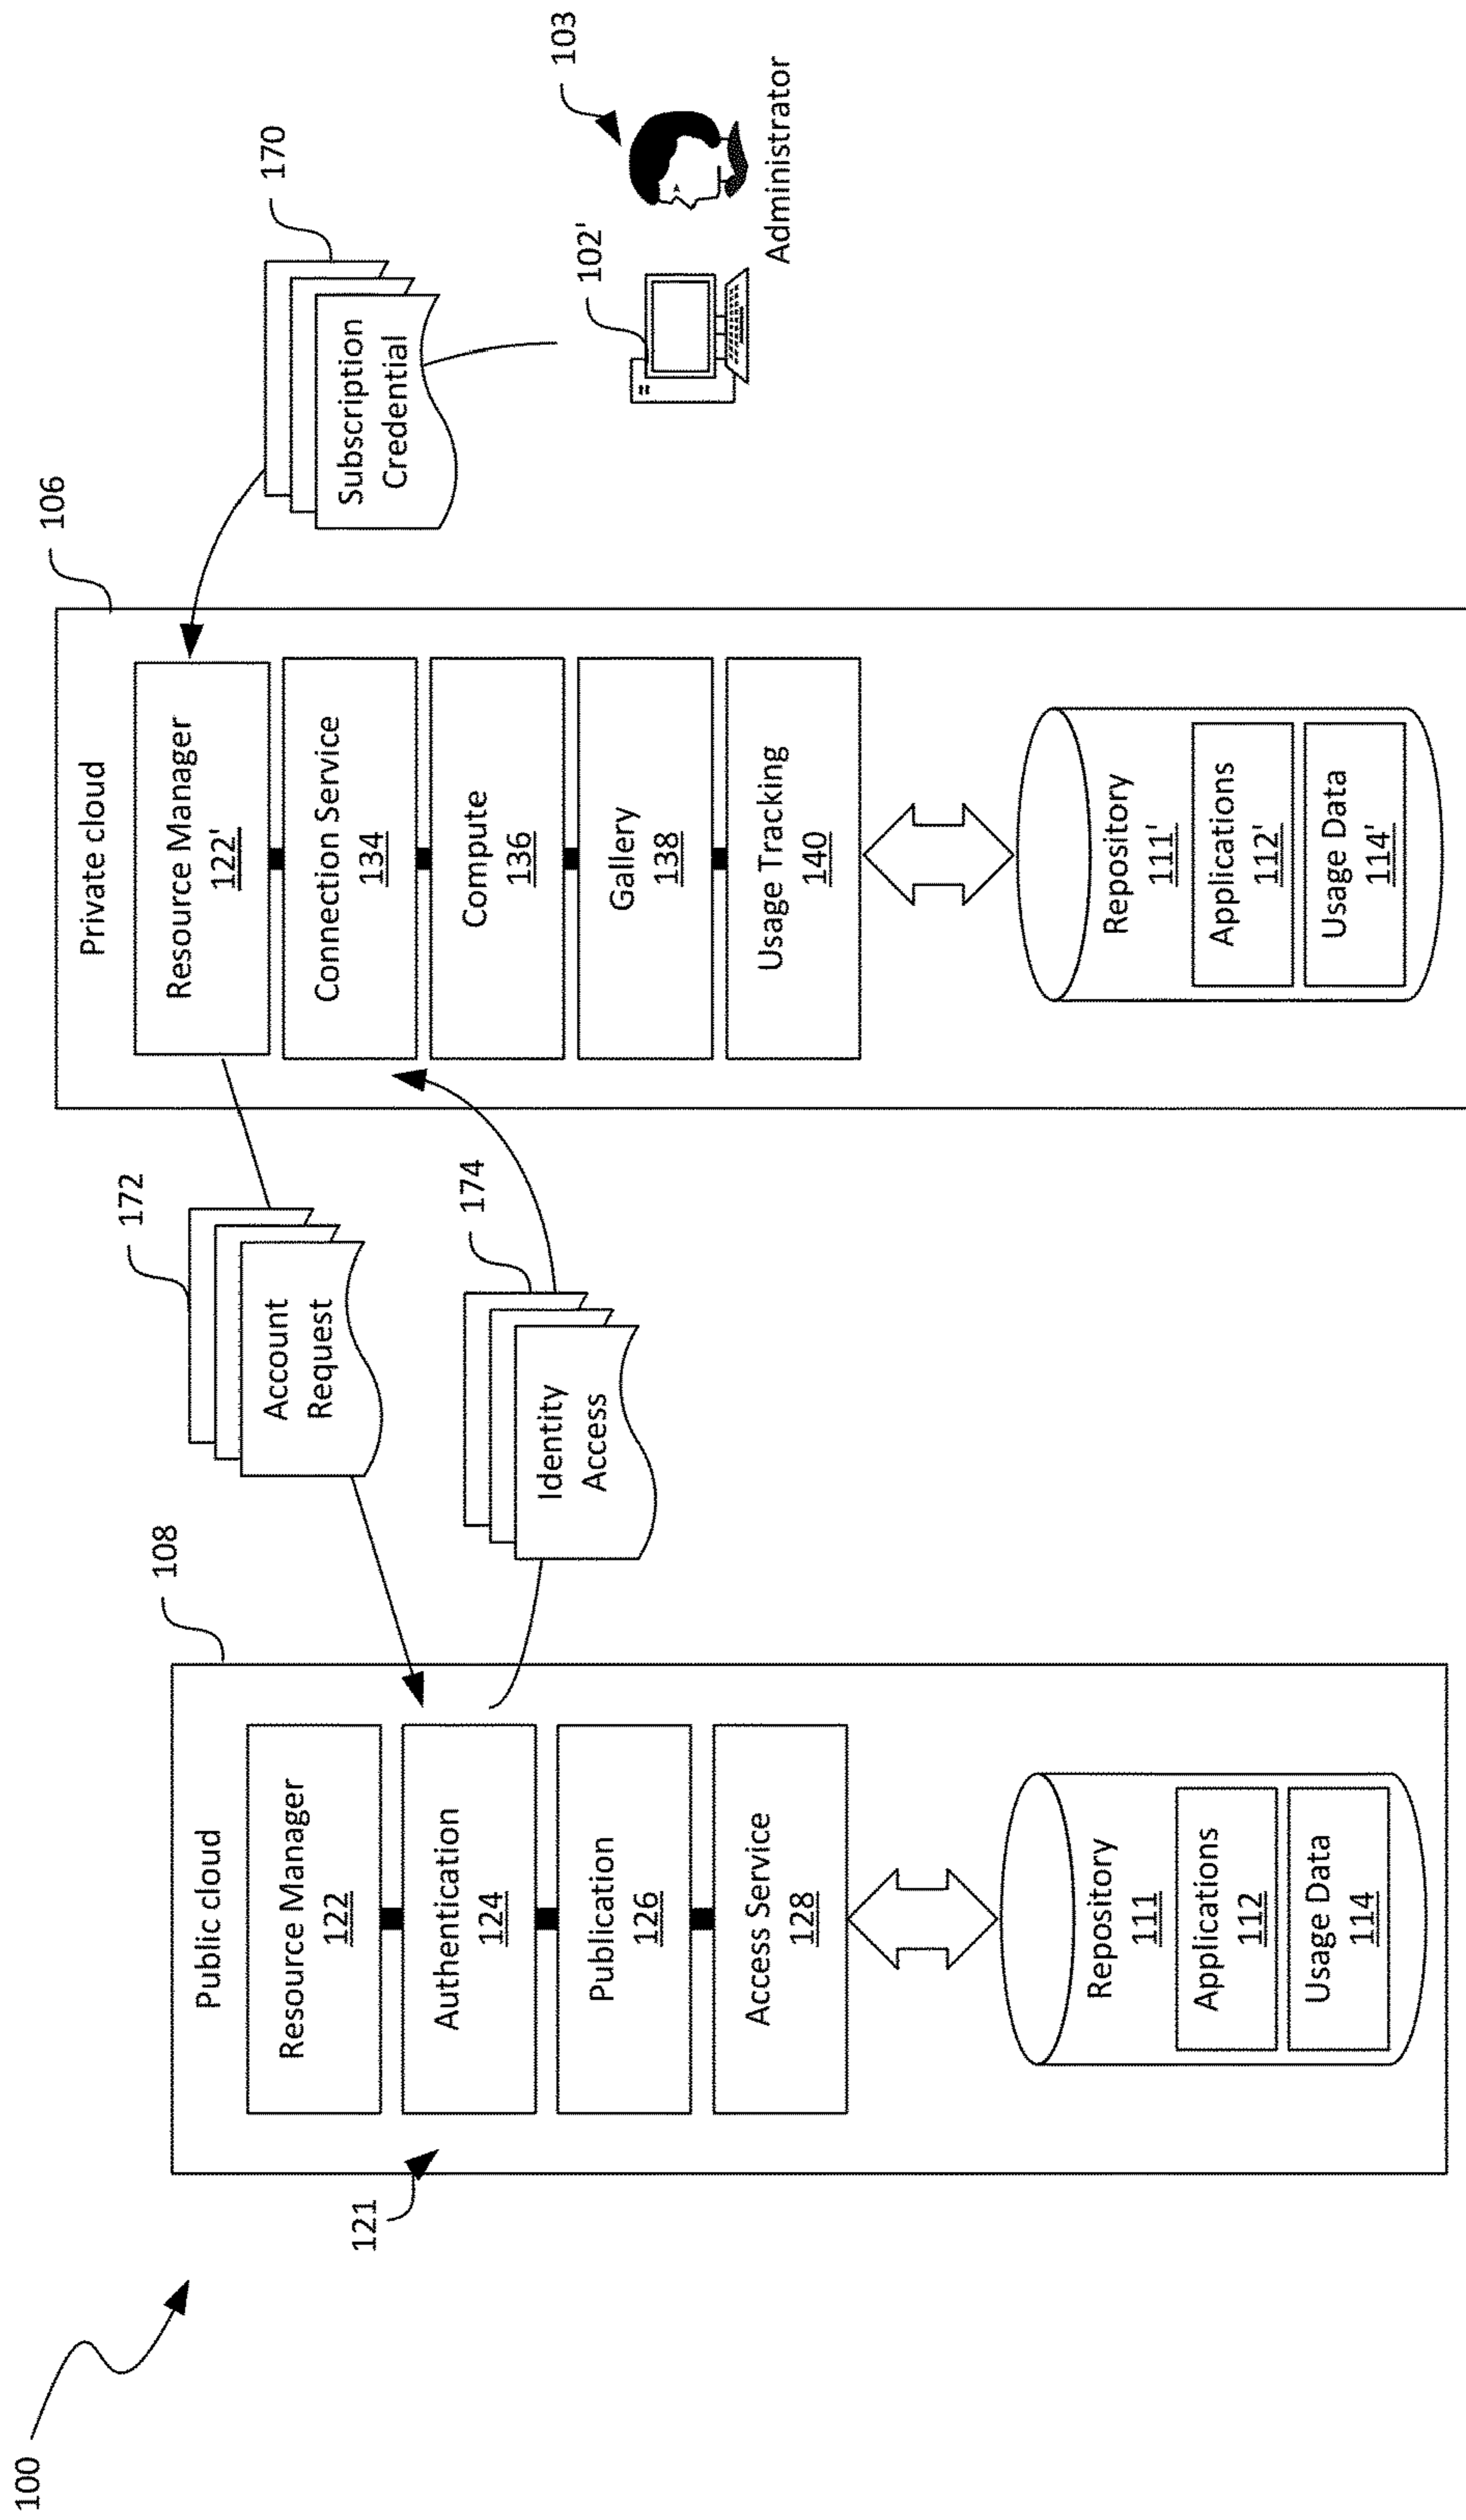 100
121
108
Public cloud
Resource Manager
122
Authentication
124
Publication
126
Access Service
128
Repository
111
Applications
112
Usage Data
114
172
Account
Request
174
Identity
Access
106
Private cloud
Resource Manager
122'
Connection Service
134
Compute
136
Gallery
138
Usage Tracking
140
Repository
111'
Applications
112'
Usage Data
114'
170
Subscription
Credential
102'
103
Administrator